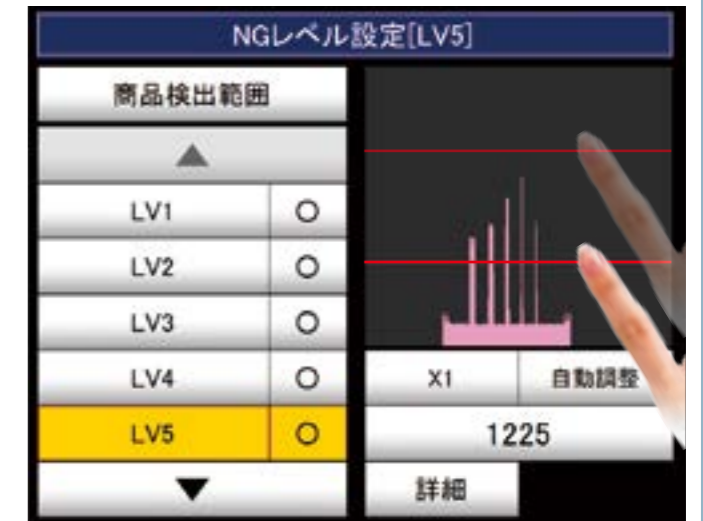 NGレベル設定[LV5]
商品検出範囲
▲
LV1 ○
LV2 ○
LV3 ○
LV4 ○
LV5 ○
▼
X1 自動調整
1225
詳細